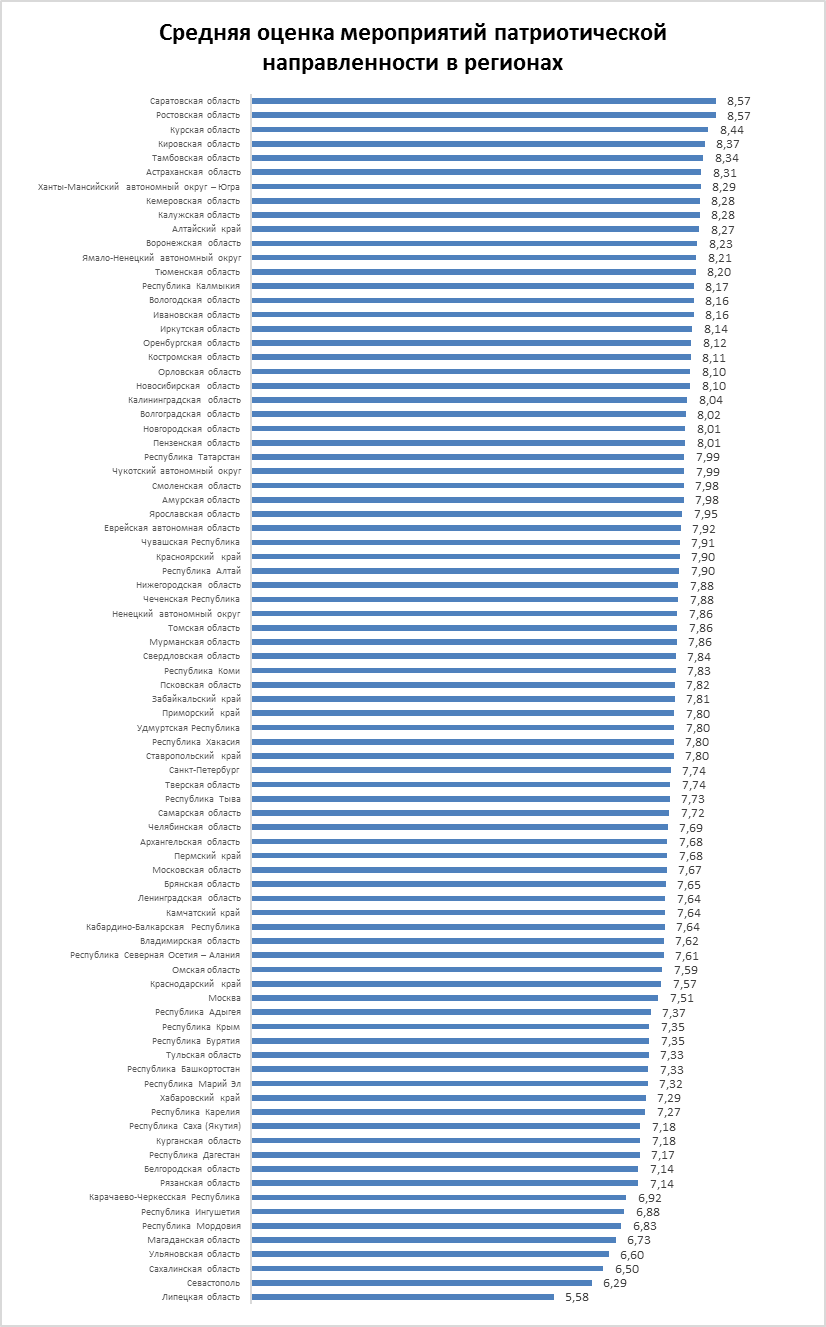 Средняя оценка мероприятий патриотической
направленности в регионах
Саратовская область 8,57
Ростовская область 8,57
Курская область 8,44
Кировская область 8,37
Тамбовская область 8,34
Астраханская область 8,31
Ханты-Мансийский автономный округ – Югра 8,29
Кемеровская область 8,28
Калужская область 8,28
Алтайский край 8,27
Воронежская область 8,23
Ямало-Ненецкий автономный округ 8,21
Тюменская область 8,20
Республика Калмыкия 8,17
Вологодская область 8,16
Ивановская область 8,16
Иркутская область 8,14
Оренбургская область 8,12
Костромская область 8,11
Орловская область 8,10
Новосибирская область 8,10
Калининградская область 8,04
Волгоградская область 8,02
Новгородская область 8,01
Пензенская область 8,01
Республика Татарстан 7,99
Чукотский автономный округ 7,99
Смоленская область 7,98
Амурская область 7,98
Ярославская область 7,95
Еврейская автономная область 7,92
Чувашская Республика 7,91
Красноярский край 7,90
Республика Алтай 7,90
Нижегородская область 7,88
Чеченская Республика 7,88
Ненецкий автономный округ 7,86
Томская область 7,86
Мурманская область 7,86
Свердловская область 7,84
Республика Коми 7,83
Псковская область 7,82
Забайкальский край 7,81
Приморский край 7,80
Удмуртская Республика 7,80
Республика Хакасия 7,80
Ставропольский край 7,80
Санкт-Петербург 7,74
Тверская область 7,74
Республика Тыва 7,73
Самарская область 7,72
Челябинская область 7,69
Архангельская область 7,68
Пермский край 7,68
Московская область 7,67
Брянская область 7,65
Ленинградская область 7,64
Камчатский край 7,64
Кабардино-Балкарская Республика 7,64
Владимирская область 7,62
Республика Северная Осетия – Алания 7,61
Омская область 7,59
Краснодарский край 7,57
Москва 7,51
Республика Адыгея 7,37
Республика Крым 7,35
Республика Бурятия 7,35
Тульская область 7,33
Республика Башкортостан 7,33
Республика Марий Эл 7,32
Хабаровский край 7,29
Республика Карелия 7,27
Республика Саха (Якутия) 7,18
Курганская область 7,18
Республика Дагестан 7,17
Белгородская область 7,14
Рязанская область 7,14
Карачаево-Черкесская Республика 6,92
Республика Ингушетия 6,88
Республика Мордовия 6,83
Магаданская область 6,73
Ульяновская область 6,60
Сахалинская область 6,50
Севастополь 6,29
Липецкая область 5,58